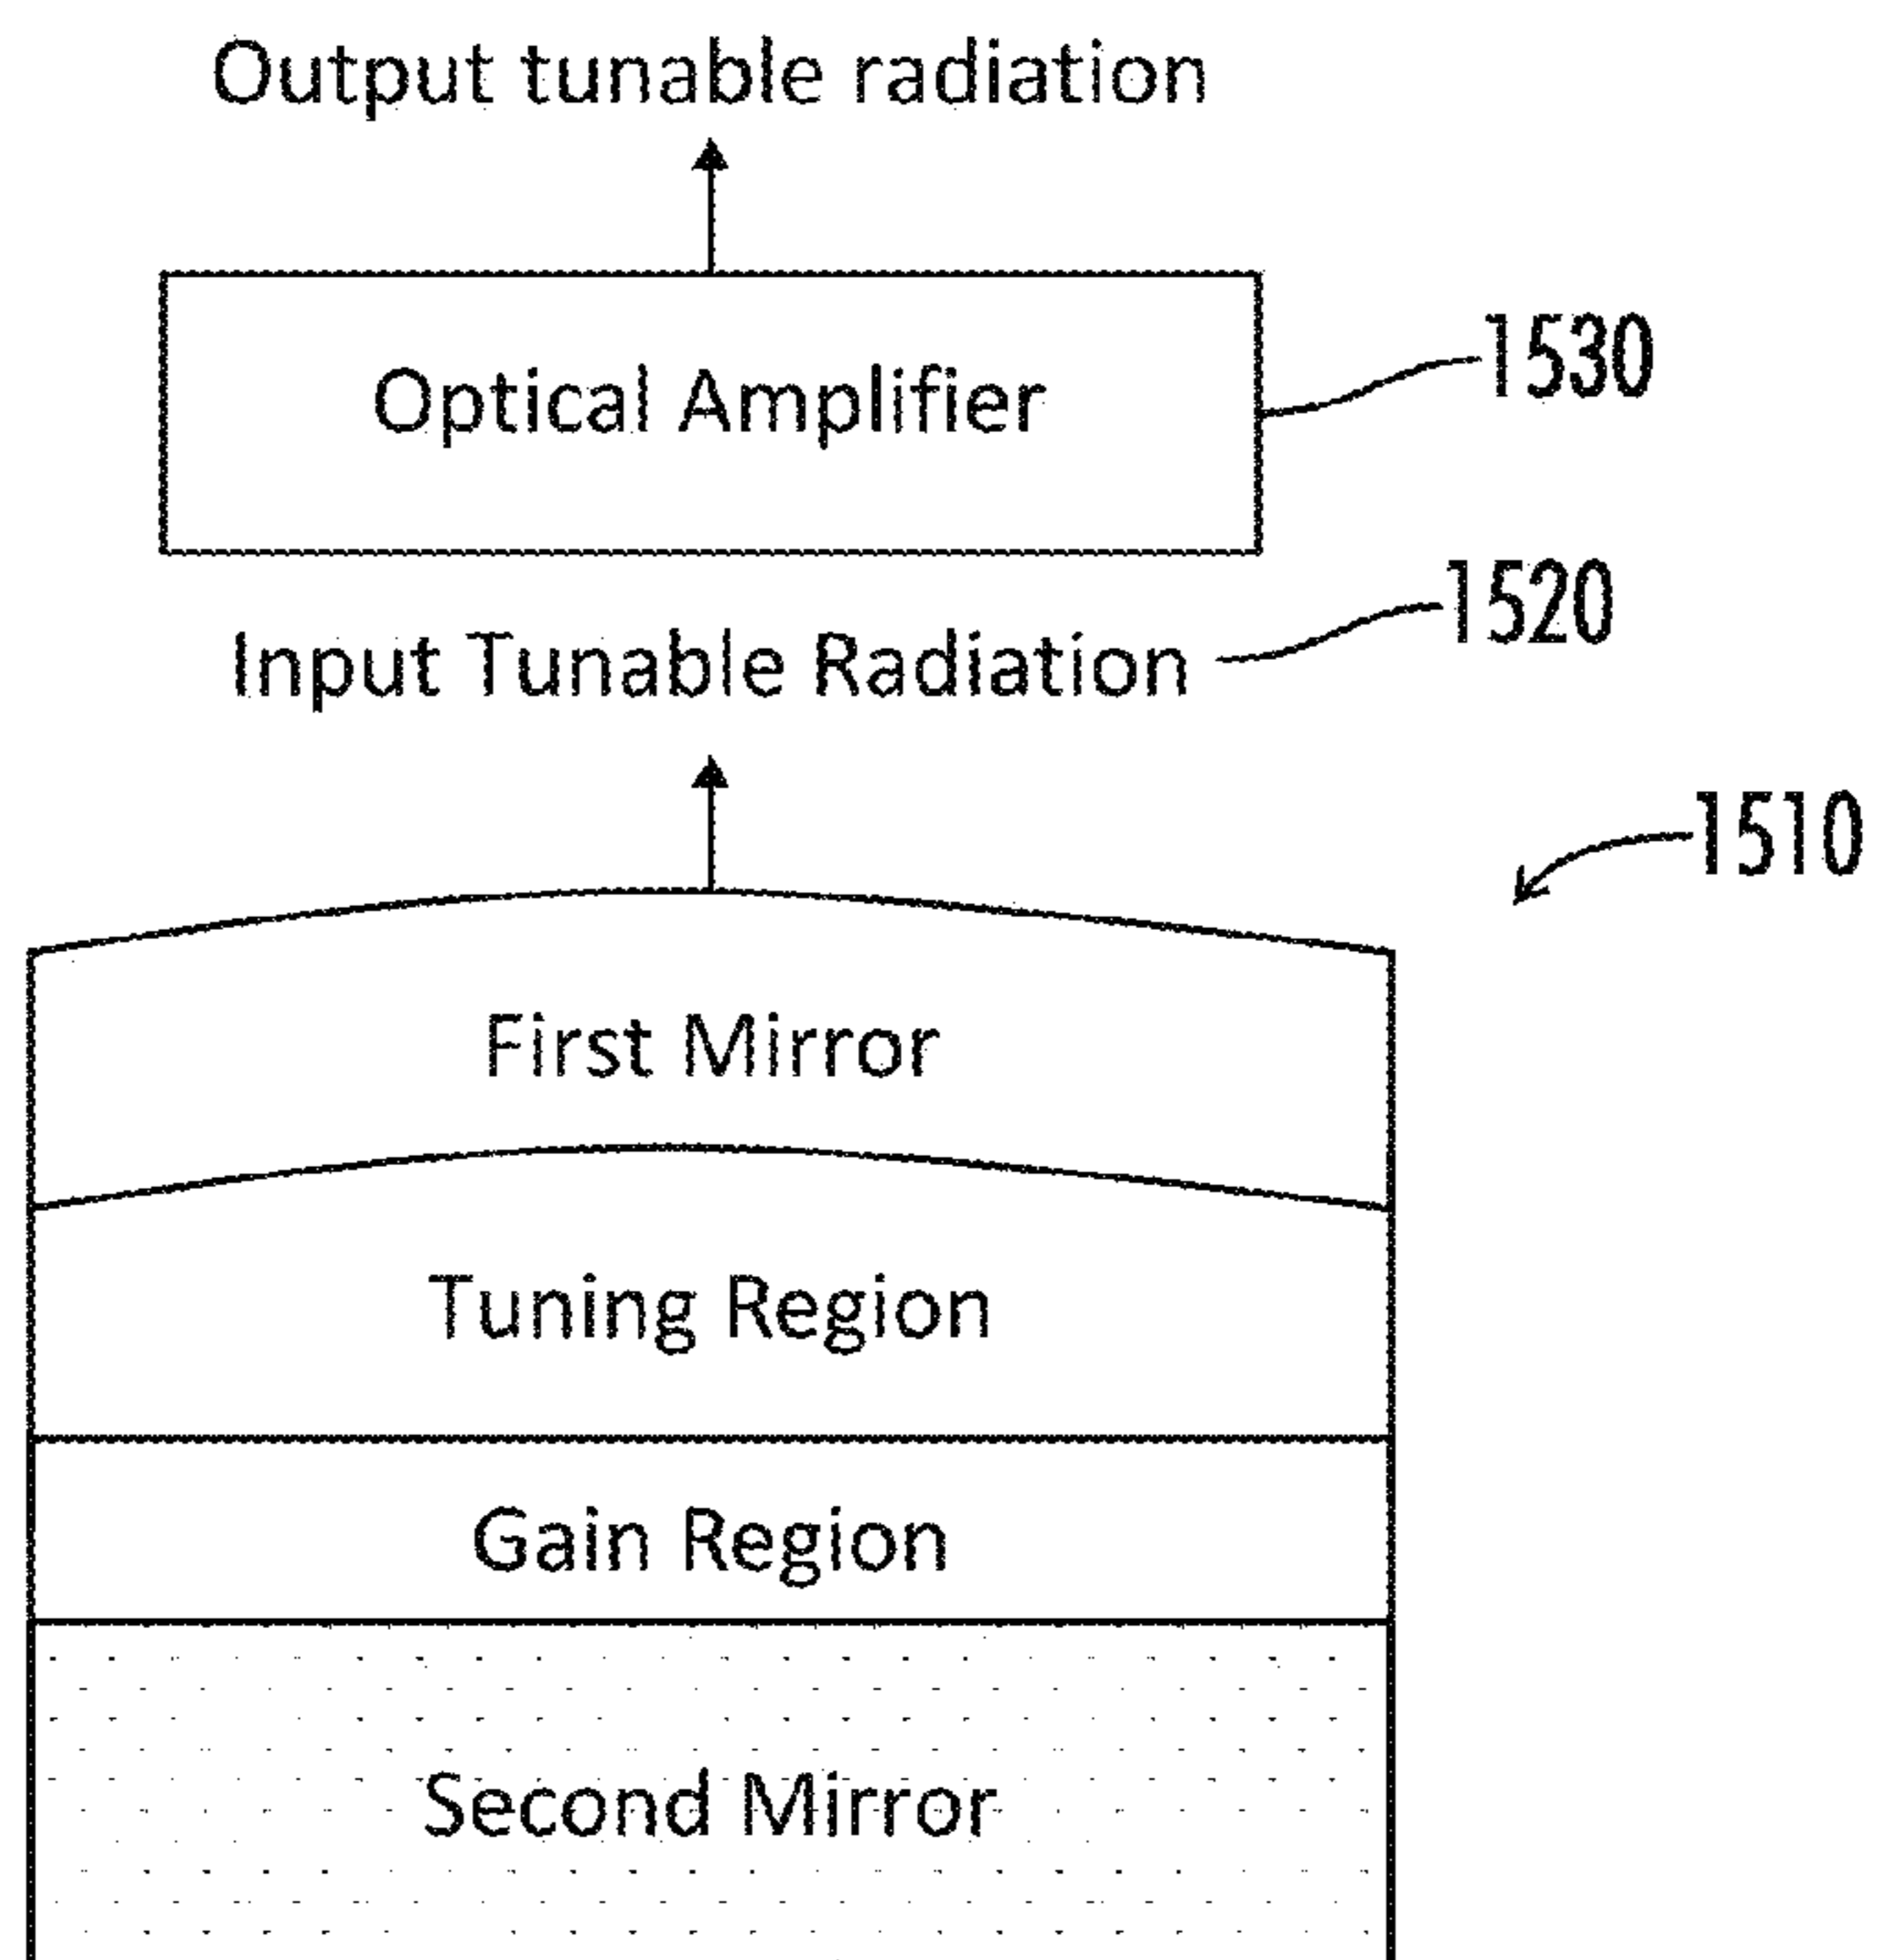 Output tunable radiation
Optical Amplifier
1530
1520
Input Tunable Radiation
1510
First Mirror
Tuning Region
Gain Region
Second Mirror